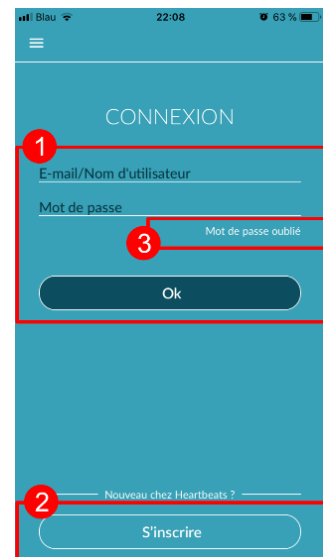 Blau 22:08 63 %
CONNEXION
1
E-mail/Nom d'utilisateur
Mot de passe
3
Mot de passe oublié
Ok
2
Nouveau chez Heartbeats ?
S'inscrire